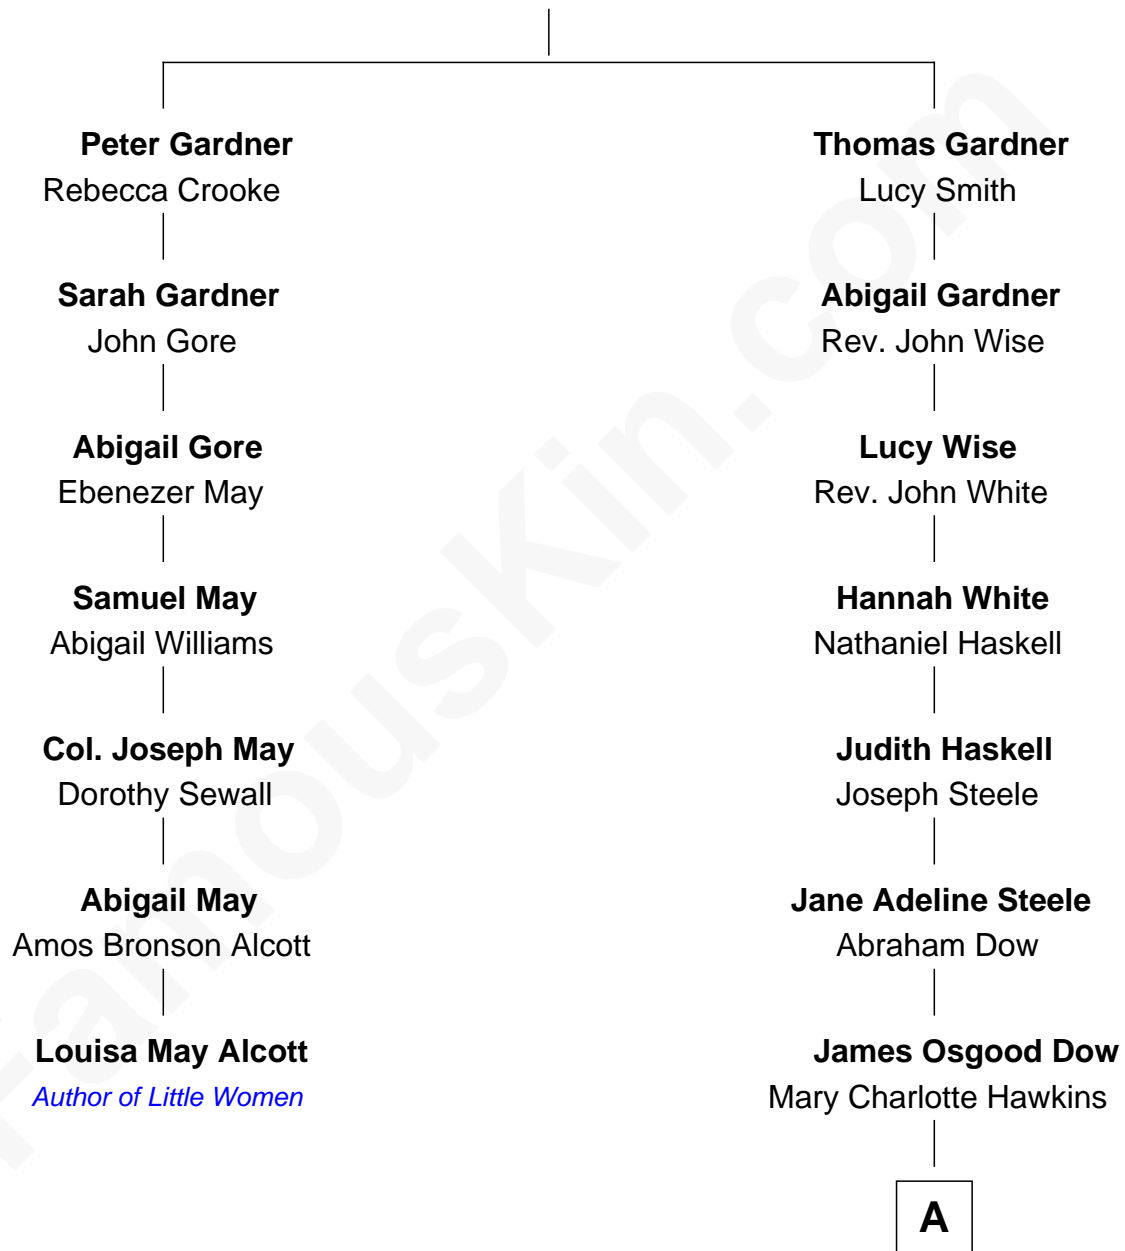 Peter Gardner
Rebecca Crooke
Sarah Gardner
John Gore
Abigail Gore
Ebenezer May
Samuel May
Abigail Williams
Col. Joseph May
Dorothy Sewall
Abigail May
Amos Bronson Alcott
Louisa May Alcott
Author of Little Women
Thomas Gardner
Lucy Smith
Abigail Gardner
Rev. John Wise
Lucy Wise
Rev. John White
Hannah White
Nathaniel Haskell
Judith Haskell
Joseph Steele
Jane Adeline Steele
Abraham Dow
James Osgood Dow
Mary Charlotte Hawkins
A
FamousKin.com